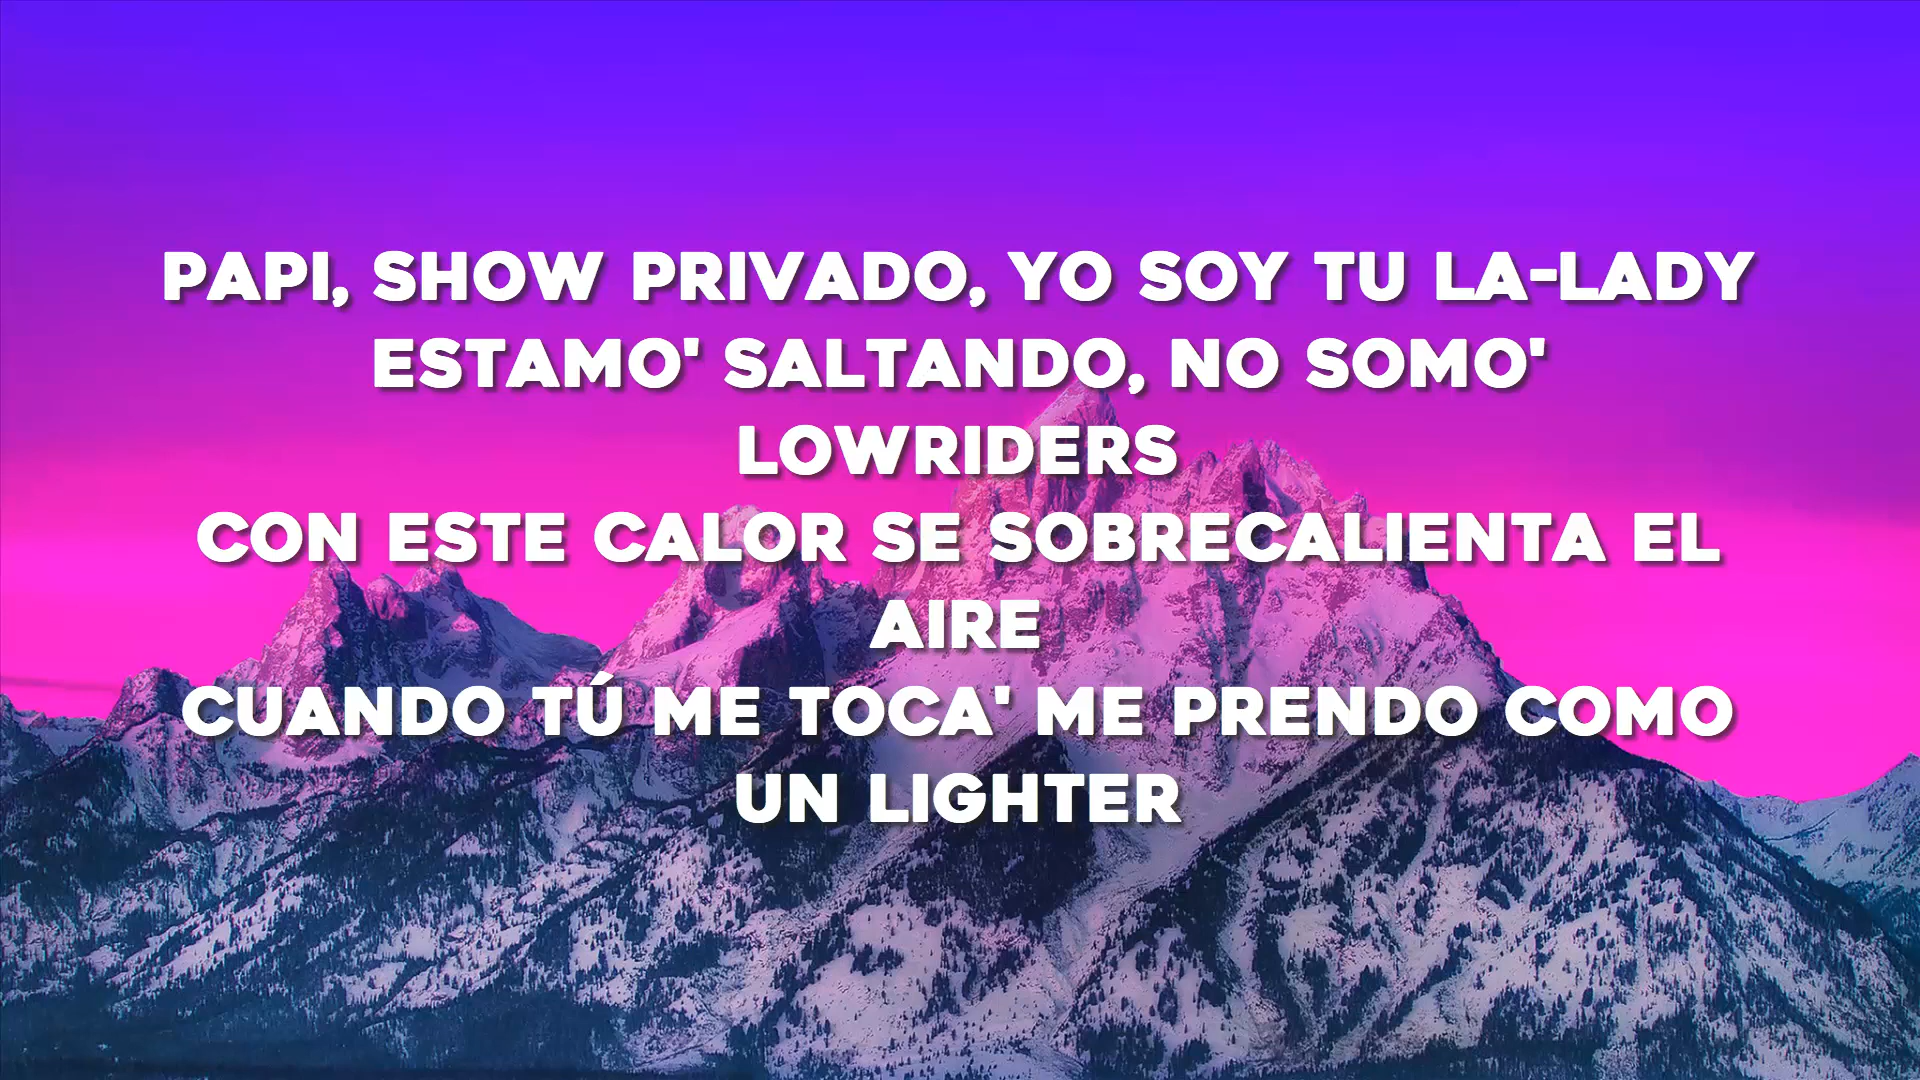 PAPI, SHOW PRIVADO, YO SOY TU LA-LADY
ESTAMO' SALTANDO, NO SOMO'
LOWRIDERS
CON ESTE CALOR SE SOBRECALIENTA EL
AIRE
CUANDO TÚ ME TOCA' ME PRENDO COMO
UN LIGHTER